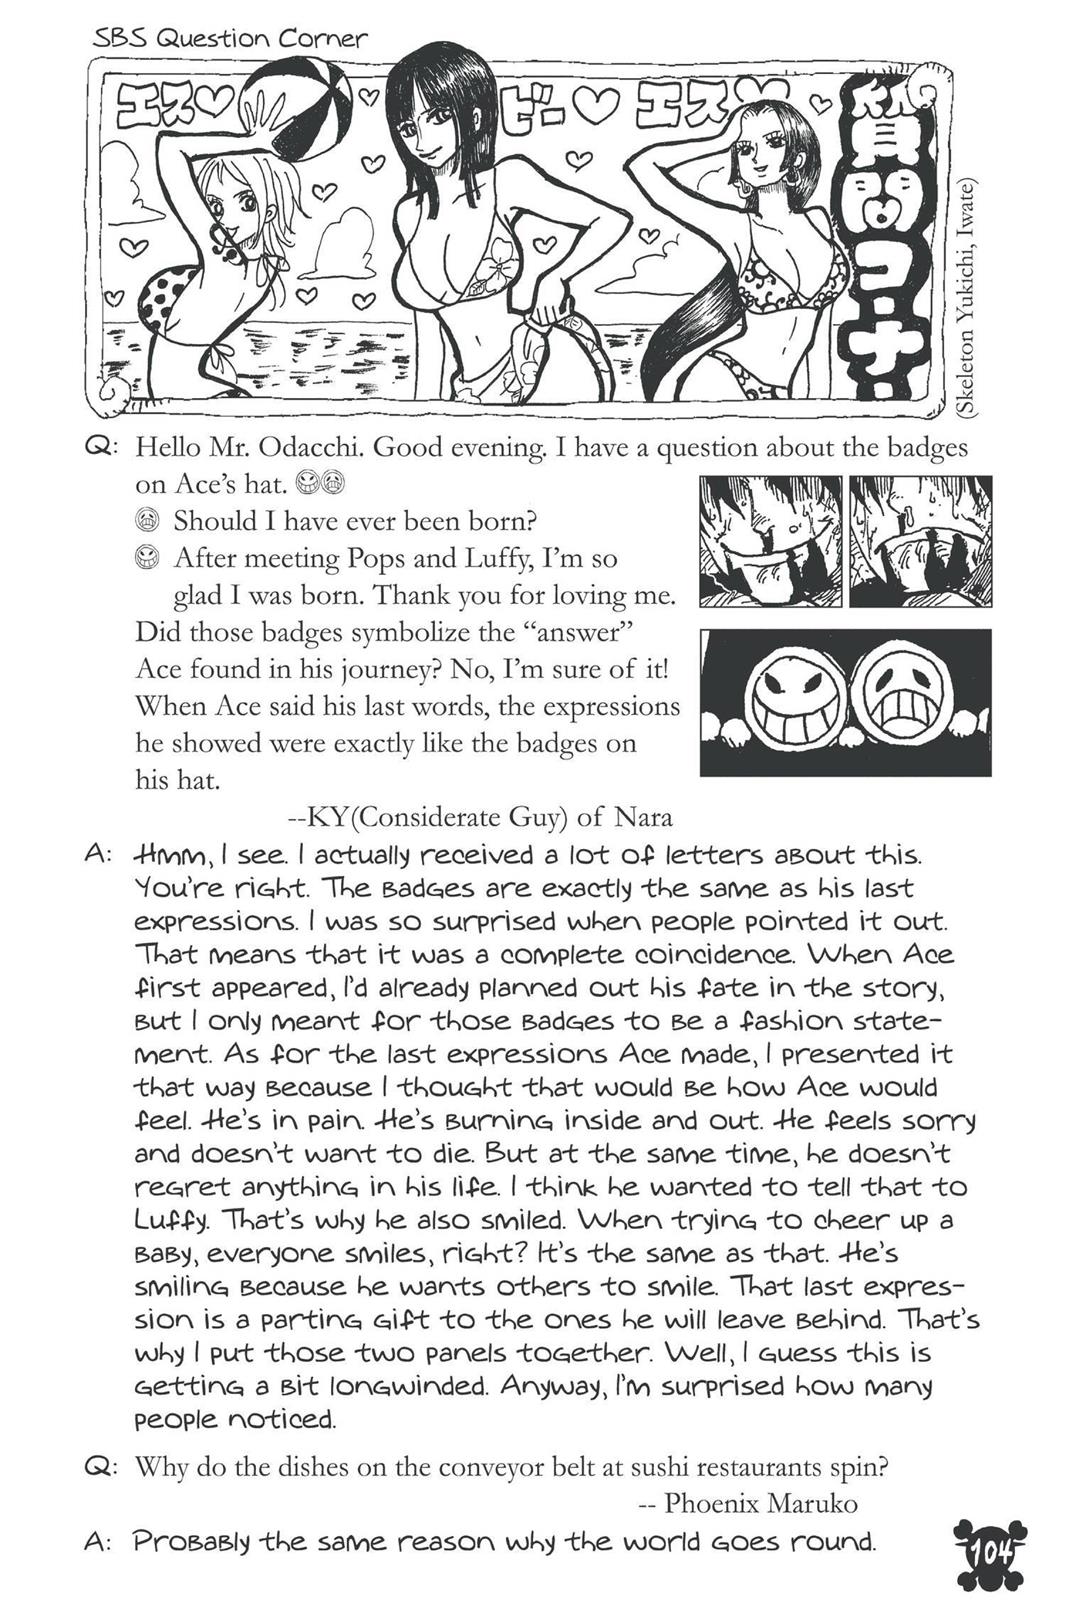 SBS Question Corner
エス♡ ビー♡ エス♡
質問コーナー
(Skeleton Yukichi, Iwate)
Q: Hello Mr. Odacchi. Good evening. I have a question about the badges
on Ace's hat.
Should I have ever been born?
After meeting Pops and Luffy, I'm so
glad I was born. Thank you for loving me.
Did those badges symbolize the "answer"
Ace found in his journey? No, I'm sure of it!
When Ace said his last words, the expressions
he showed were exactly like the badges on
his hat.
--KY(Considerate Guy) of Nara
A: Hmm, I see. I actually received a lot of letters about this.
You're right. The badges are exactly the same as his last
expressions. I was so surprised when people pointed it out.
That means that it was a complete coincidence. When Ace
first appeared, I'd already planned out his fate in the story,
but I only meant for those badges to be a fashion state-
ment. As for the last expressions Ace made, I presented it
that way because I thought that would be how Ace would
feel. He's in pain. He's burning inside and out. He feels sorry
and doesn't want to die. But at the same time, he doesn't
regret anything in his life. I think he wanted to tell that to
Luffy. That's why he also smiled. When trying to cheer up a
baby, everyone smiles, right? It's the same as that. He's
smiling because he wants others to smile. That last expres-
sion is a parting gift to the ones he will leave behind. That's
why I put those two panels together. Well, I guess this is
getting a bit longwinded. Anyway, I'm surprised how many
people noticed.
Q: Why do the dishes on the conveyor belt at sushi restaurants spin?
-- Phoenix Maruko
A: Probably the same reason why the world goes round.
104